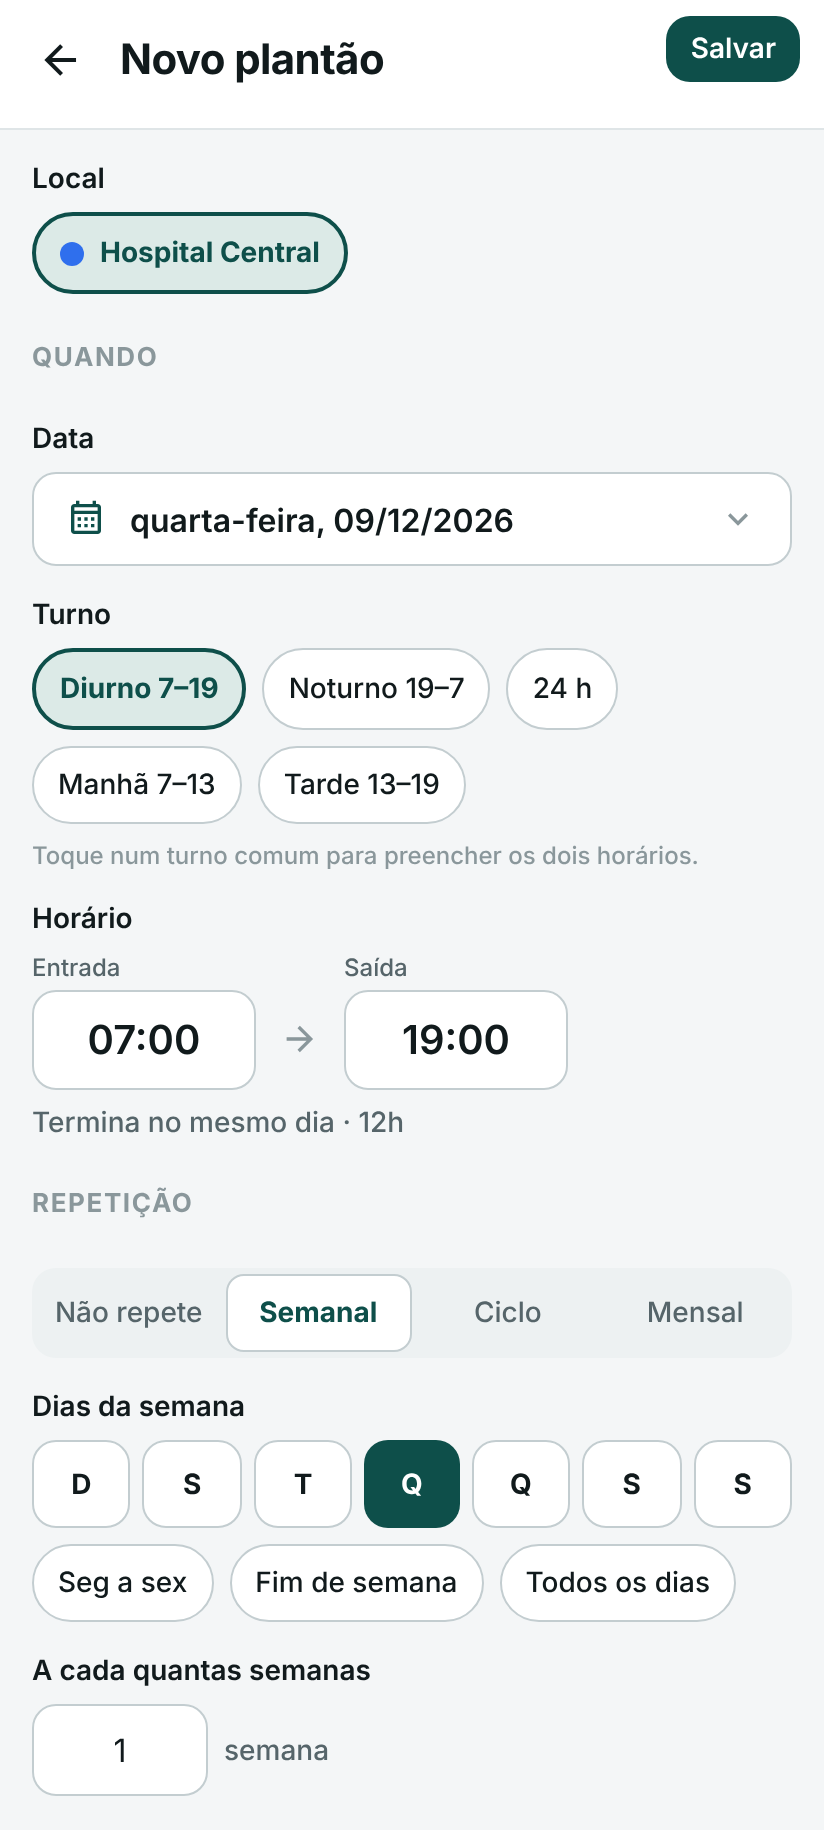 Novo plantão
Salvar
Local
Hospital Central
QUANDO
Data
quarta-feira, 09/12/2026
Turno
Diurno 7–19
Noturno 19–7
24 h
Manhã 7–13
Tarde 13–19
Toque num turno comum para preencher os dois horários.
Horário
Entrada
Saída
07:00
19:00
Termina no mesmo dia · 12h
REPETIÇÃO
Não repete
Semanal
Ciclo
Mensal
Dias da semana
D
S
T
Q
Q
S
S
Seg a sex
Fim de semana
Todos os dias
A cada quantas semanas
1
semana